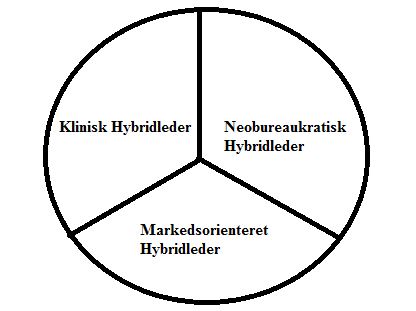 Klinisk Hybridleder
Neobureaukratisk
Hybridleder
Markedsorienteret
Hybridleder